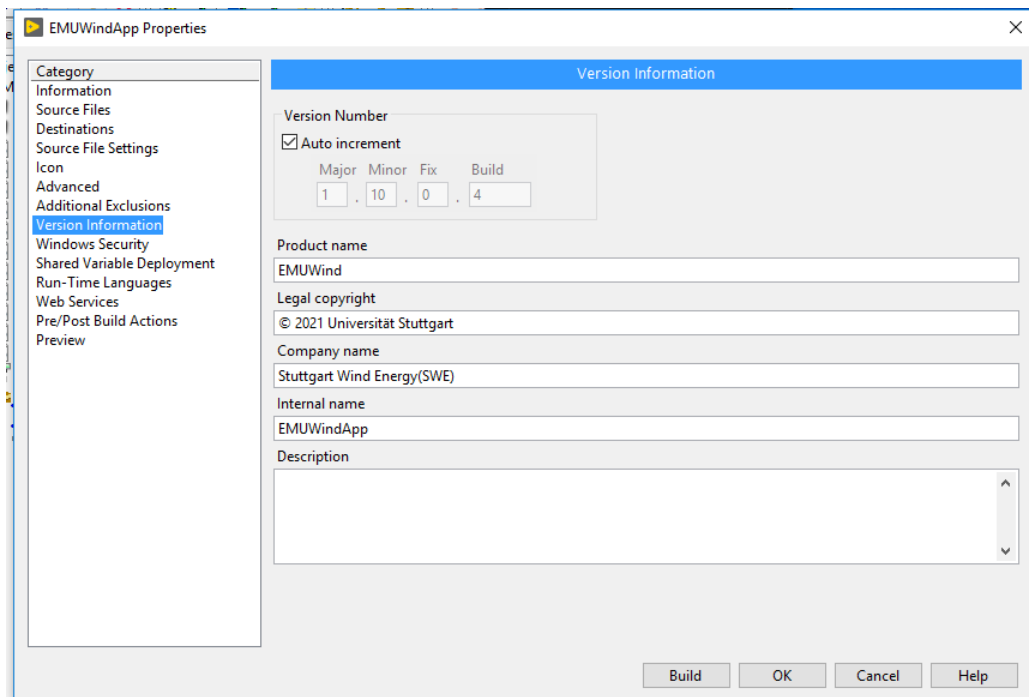 EMUWindApp Properties
Category
Information
Source Files
Destinations
Source File Settings
Icon
Advanced
Additional Exclusions
Version Information
Windows Security
Shared Variable Deployment
Run-Time Languages
Web Services
Pre/Post Build Actions
Preview
Version Information
Version Number
Auto increment
Major Minor Fix Build
1 . 10 . 0 . 4
Product name
EMUWind
Legal copyright
© 2021 Universität Stuttgart
Company name
Stuttgart Wind Energy(SWE)
Internal name
EMUWindApp
Description
Build OK Cancel Help